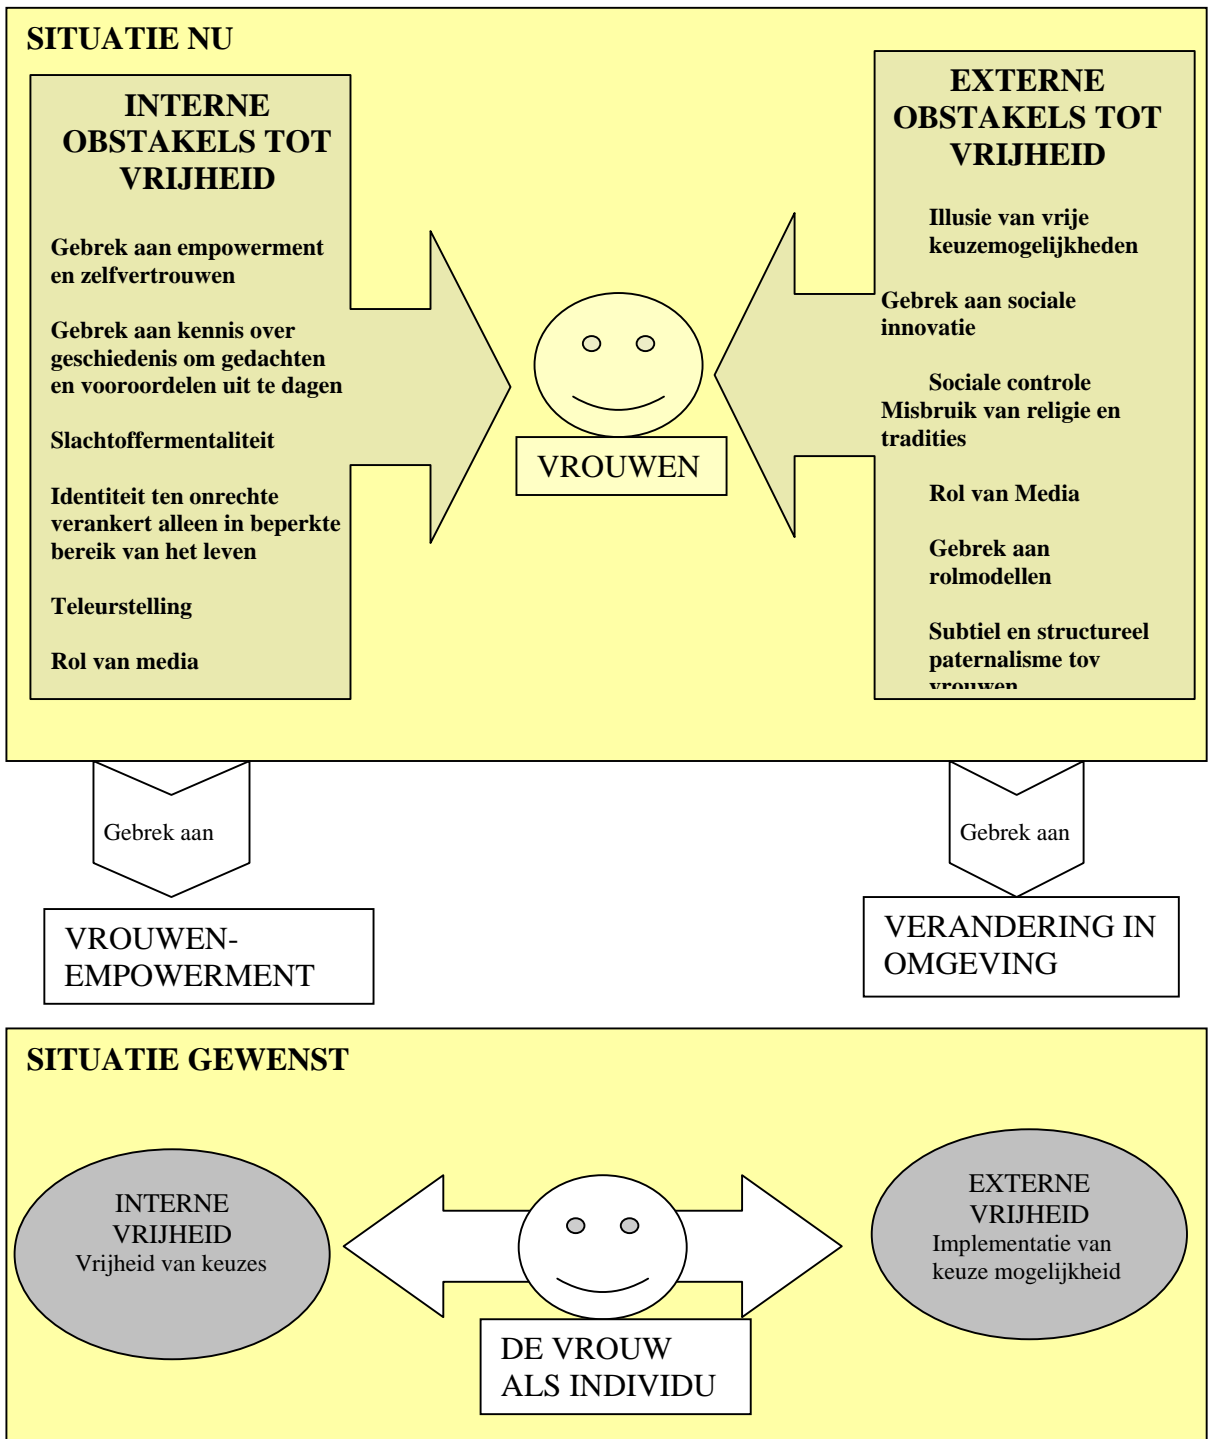 SITUATIE NU
INTERNE
OBSTAKELS TOT
VRIJHEID
Gebrek aan empowerment
en zelfvertrouwen
Gebrek aan kennis over
geschiedenis om gedachten
en vooroordelen uit te dagen
Slachtoffermentaliteit
Identiteit ten onrechte
verankert alleen in beperkte
bereik van het leven
Teleurstelling
Rol van media
VROUWEN
EXTERNE
OBSTAKELS TOT
VRIJHEID
Illusie van vrije
keuzemogelijkheden
Gebrek aan sociale
innovatie
Sociale controle
Misbruik van religie en
tradities
Rol van Media
Gebrek aan
rolmodellen
Subtiel en structureel
paternalisme tov
vrouwen
Gebrek aan
Gebrek aan
VROUWEN-
EMPOWERMENT
VERANDERING IN
OMGEVING
SITUATIE GEWENST
INTERNE
VRIJHEID
Vrijheid van keuzes
DE VROUW
ALS INDIVIDU
EXTERNE
VRIJHEID
Implementatie van
keuze mogelijkheid